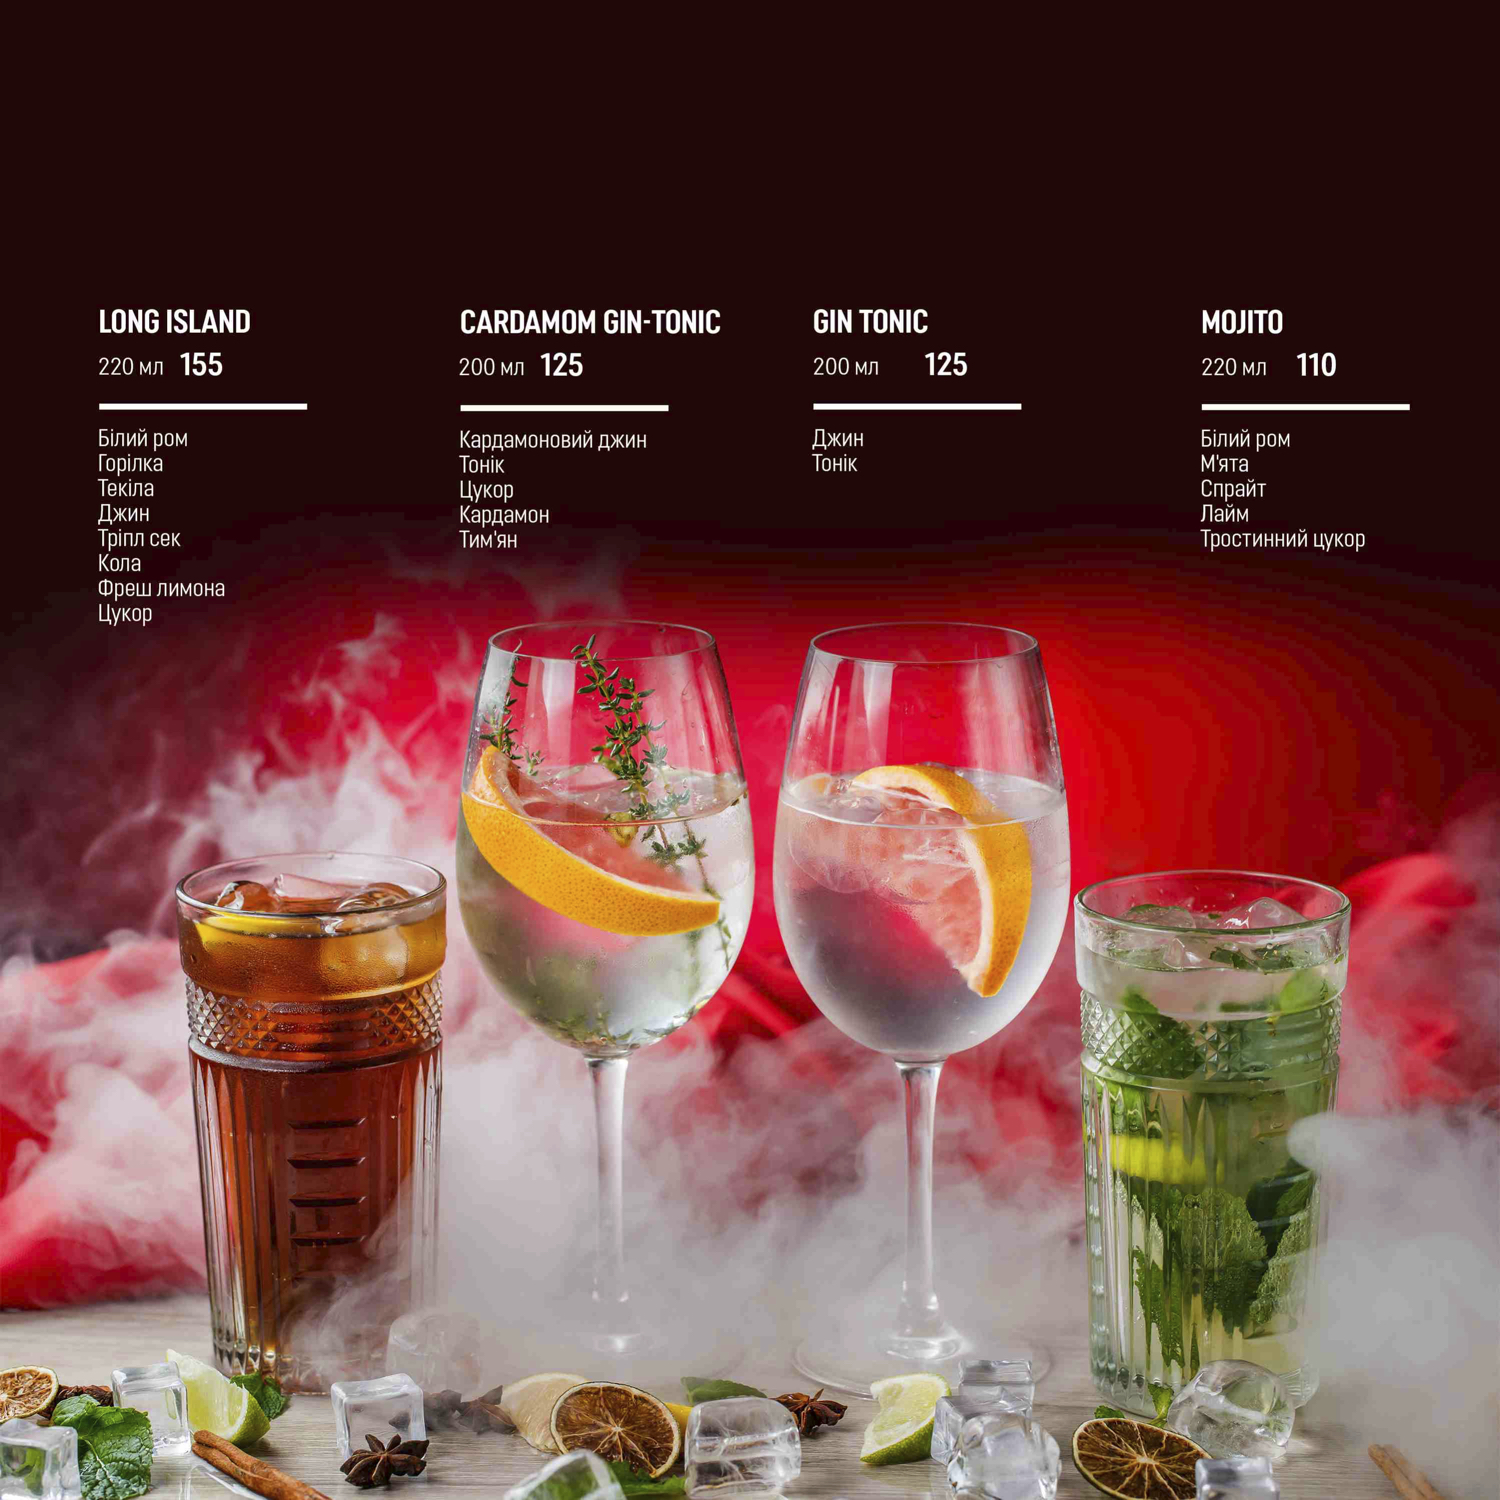 LONG ISLAND
220 мл 155
Білий ром
Горілка
Текіла
Джин
Тріпл сек
Кола
Фреш лимона
Цукор
CARDAMOM GIN-TONIC
200 мл 125
Кардамоновий джин
Тонік
Цукор
Кардамон
Тим'ян
GIN TONIC
200 мл 125
Джин
Тонік
MOJITO
220 мл 110
Білий ром
М'ята
Спрайт
Лайм
Тростинний цукор